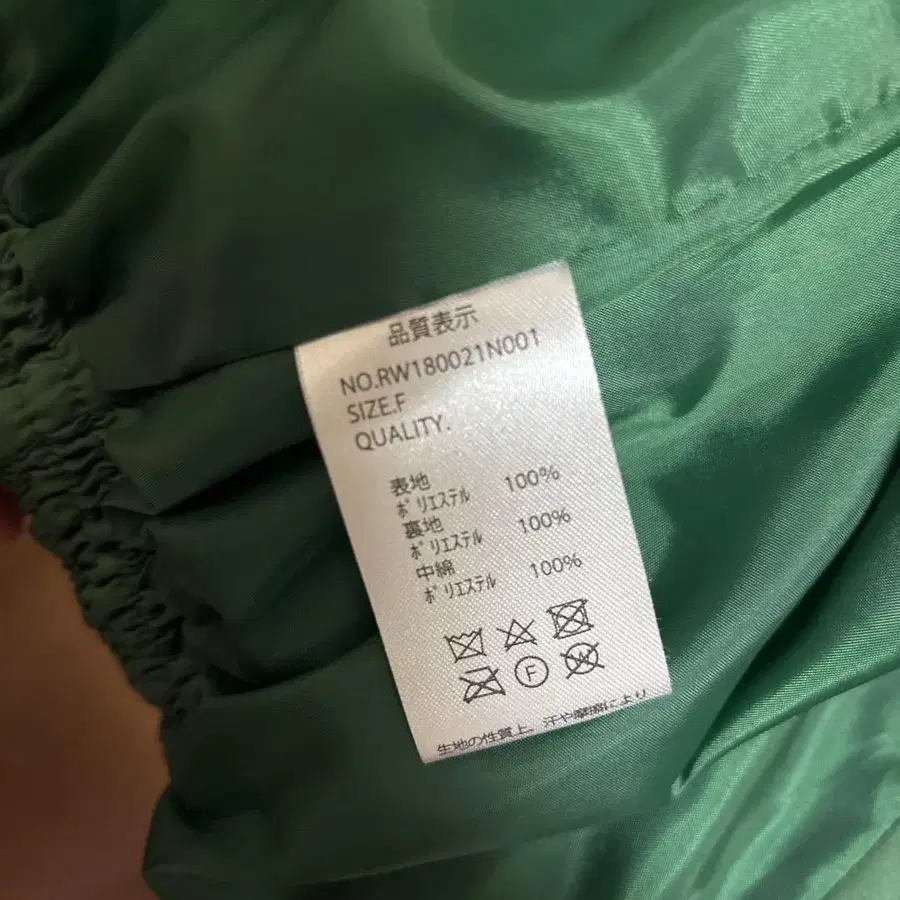 品質表示
NO.RW180021N001
SIZE.F
QUALITY.
表地
ﾎﾟﾘｴｽﾃﾙ 100%
裏地
ﾎﾟﾘｴｽﾃﾙ 100%
中綿
ﾎﾟﾘｴｽﾃﾙ 100%
F
W
生地の性質上、汗や摩擦により